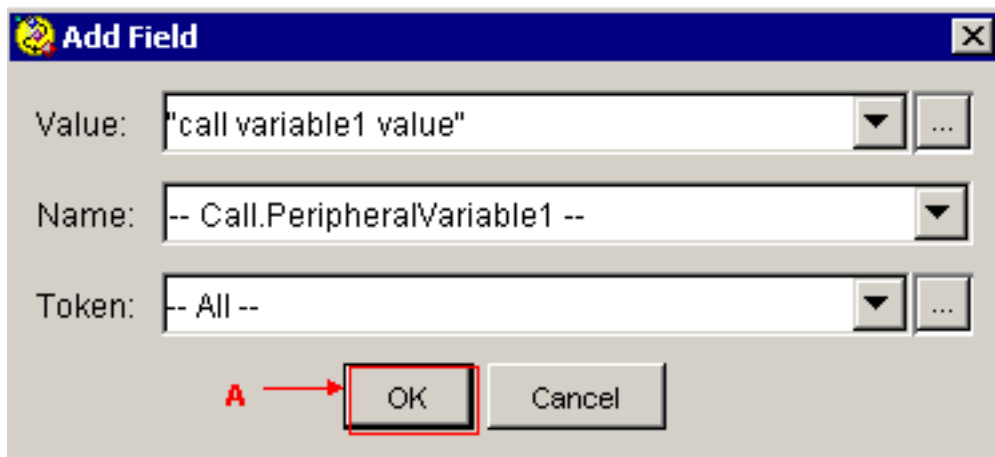 Add Field
Value: "call variable1 value" ...
Name: -- Call.PeripheralVariable1 --
Token: -- All -- ...
A OK Cancel